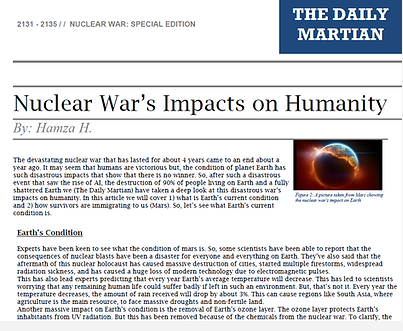 2131 - 2135 // NUCLEAR WAR: SPECIAL EDITION
THE DAILY
MARTIAN
Nuclear War's Impacts on Humanity
By: Hamza H.
The devastating nuclear war that has lasted for about 4 years came to an end about a
year ago. It may seem that humans are victorious but, the condition of planet Earth has
such disastrous impacts that show that there is no winner. So, after such a disastrous
event that saw the rise of AI, the destruction of 90% of people living on Earth and a fully
shattered Earth we (The Daily Martian) have taken a deep look at this disastrous war's
impacts on humanity. In this article we will cover 1) what is Earth's current condition
and 2) how survivors are immigrating to us (Mars). So, let's see what Earth's current
condition is.
Figure 2: A picture taken from Mars showing
the nuclear war's impact on Earth
Earth's Condition
Experts have been keen to see what the condition of mars is. So, some scientists have been able to report that the
consequences of nuclear blasts have been a disaster for everyone and everything on Earth. They've also said that the
aftermath of this nuclear holocaust has caused massive destruction of cities, started multiple firestorms, widespread
radiation sickness, and has caused a huge loss of modern technology due to electromagnetic pulses.
This has also lead experts predicting that every year Earth's average temperature will decrease. This has led to scientists
worrying that any remaining human life could suffer badly if left in such an environment. But, that's not it. Every year the
temperature decreases, the amount of rain received will drop by about 3%. This can cause regions like South Asia, where
agriculture is the main resource, to face massive droughts and non-fertile land.
Another massive impact on Earth's condition is the removal of Earth's ozone layer. The ozone layer protects Earth's
inhabitants from UV radiation. But this has been removed because of the chemicals from the nuclear war. To clarify, the